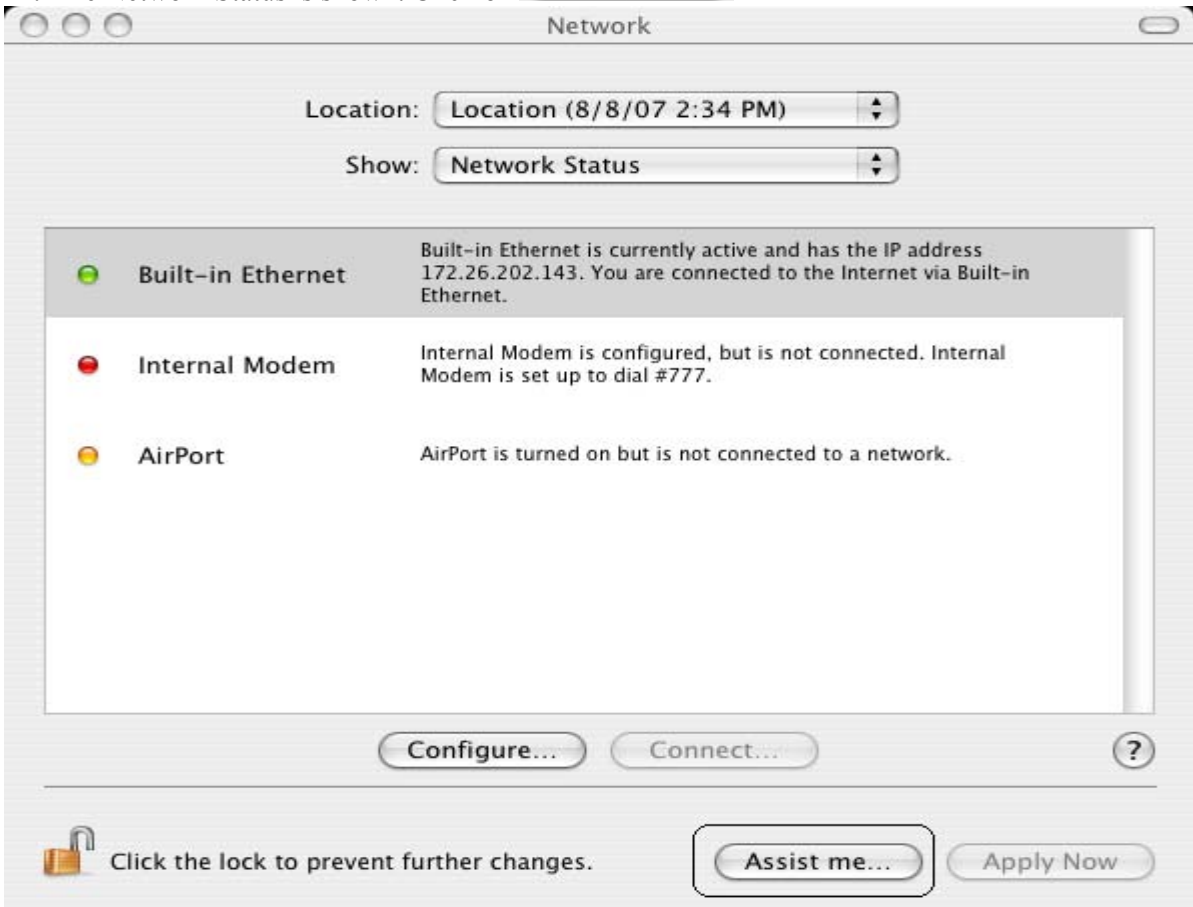 Network
Location: Location (8/8/07 2:34 PM)
Show: Network Status
Built-in Ethernet is currently active and has the IP address
Built-in Ethernet 172.26.202.143. You are connected to the Internet via Built-in
Ethernet.
Internal Modem is configured, but is not connected. Internal
Internal Modem
Modem is set up to dial #777.
AirPort AirPort is turned on but is not connected to a network.
Configure... Connect... ?
Click the lock to prevent further changes. Assist me... Apply Now